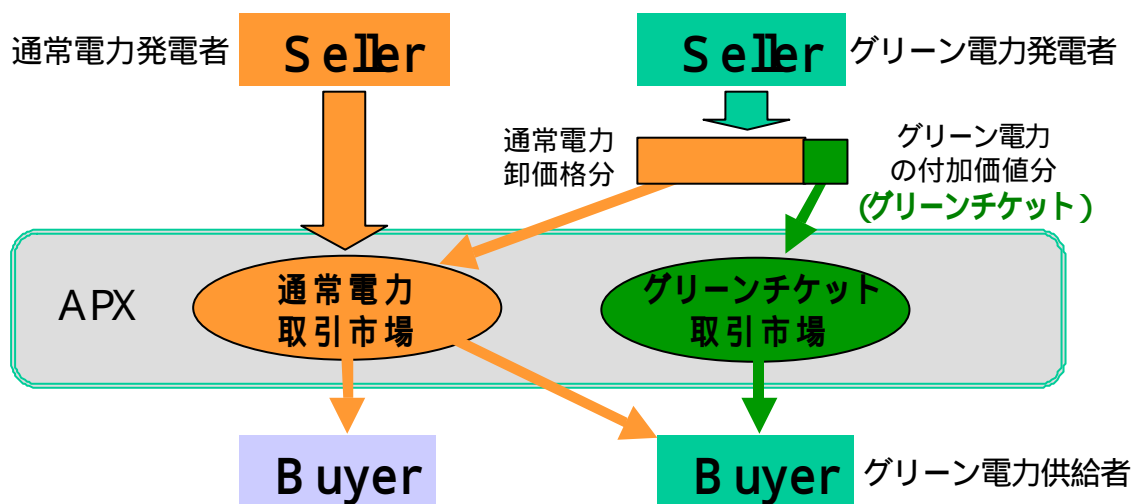 通常電力発電者
Seller
Seller
グリーン電力発電者
通常電力
卸価格分
グリーン電力
の付加価値分
(グリーンチケット)
APX
通常電力
取引市場
グリーンチケット
取引市場
Buyer
Buyer
グリーン電力供給者